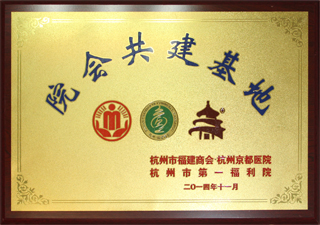 院会共建基地
杭州市福建商会·杭州京都医院
杭州市第一福利院
二〇一四年十一月